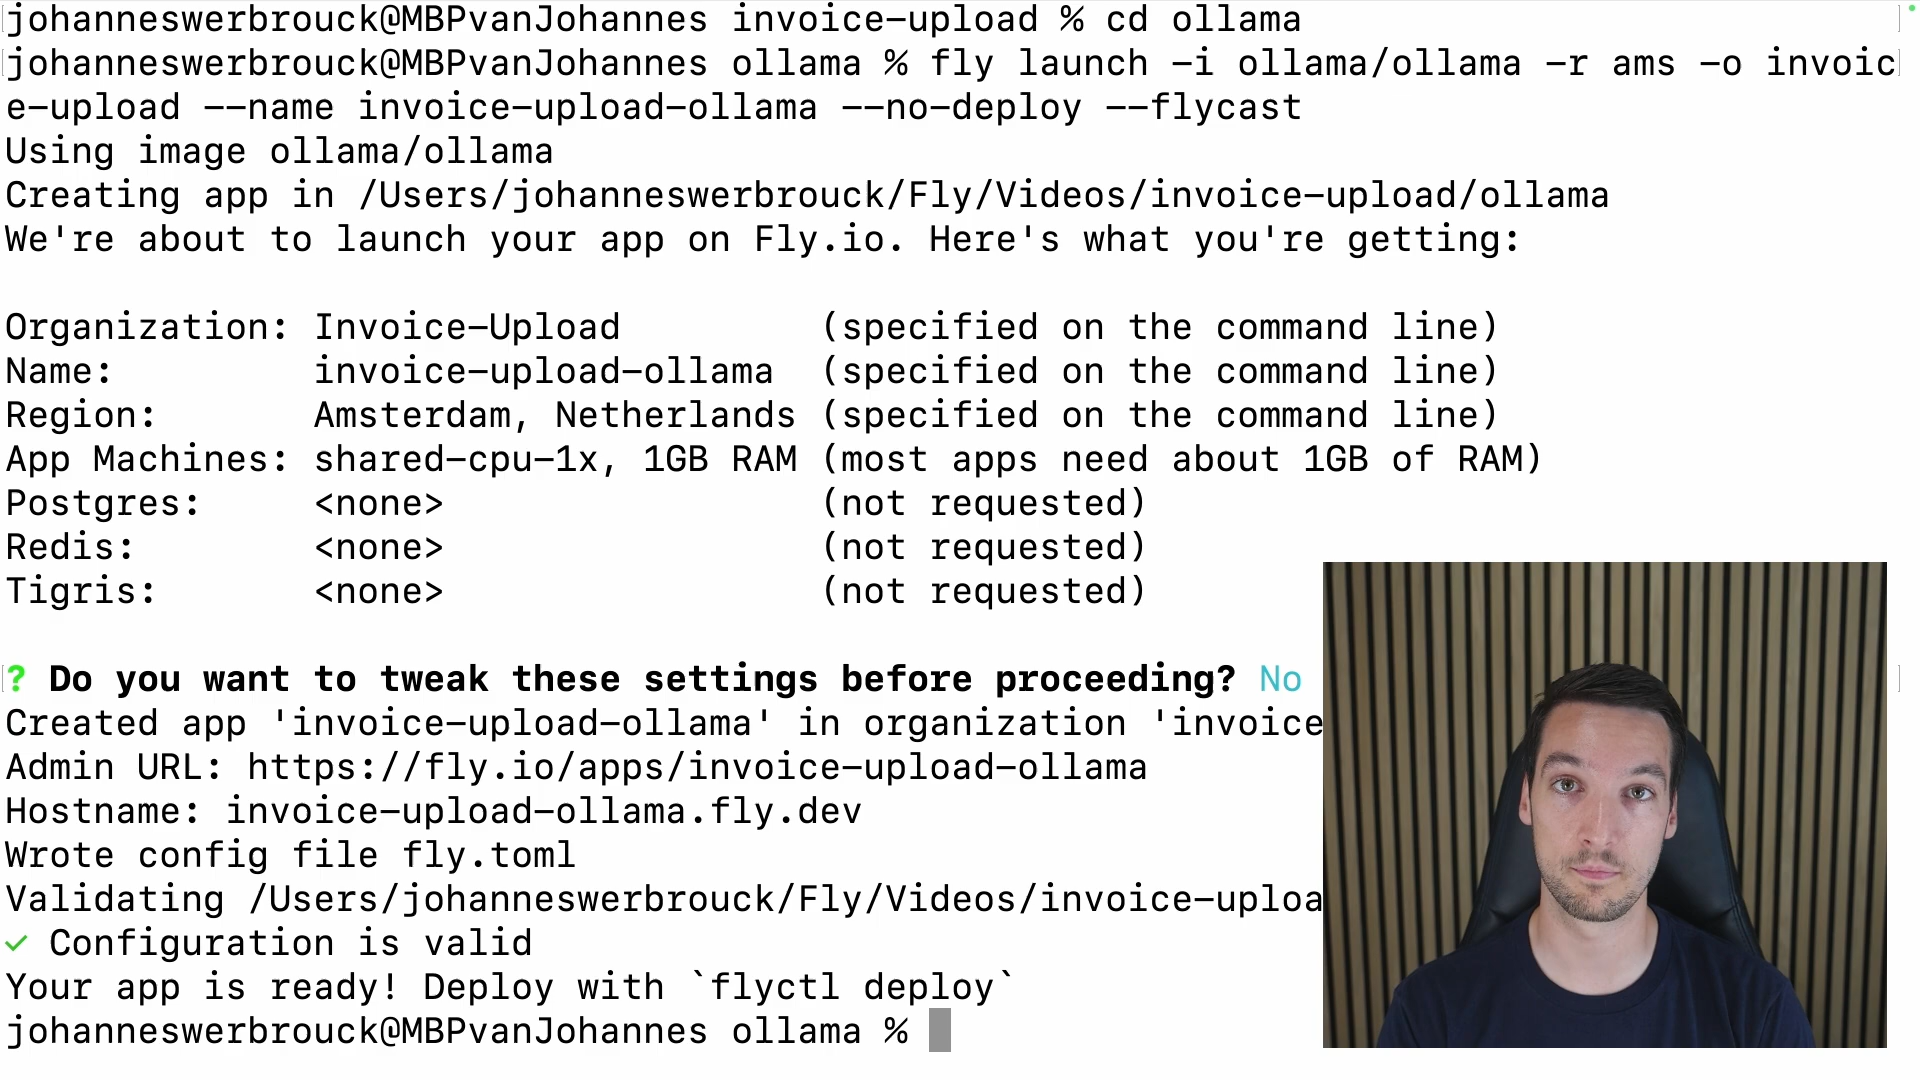 johanneswerbrouck@MBPvanJohannes invoice-upload % cd ollama
johanneswerbrouck@MBPvanJohannes ollama % fly launch -i ollama/ollama -r ams -o invoic
e-upload --name invoice-upload-ollama --no-deploy --flycast
Using image ollama/ollama
Creating app in /Users/johanneswerbrouck/Fly/Videos/invoice-upload/ollama
We're about to launch your app on Fly.io. Here's what you're getting:
Organization: Invoice-Upload (specified on the command line)
Name: invoice-upload-ollama (specified on the command line)
Region: Amsterdam, Netherlands (specified on the command line)
App Machines: shared-cpu-1x, 1GB RAM (most apps need about 1GB of RAM)
Postgres: <none> (not requested)
Redis: <none> (not requested)
Tigris: <none> (not requested)
? Do you want to tweak these settings before proceeding? No
Created app 'invoice-upload-ollama' in organization 'invoice
Admin URL: https://fly.io/apps/invoice-upload-ollama
Hostname: invoice-upload-ollama.fly.dev
Wrote config file fly.toml
Validating /Users/johanneswerbrouck/Fly/Videos/invoice-uploa
✓ Configuration is valid
Your app is ready! Deploy with `flyctl deploy`
johanneswerbrouck@MBPvanJohannes ollama %